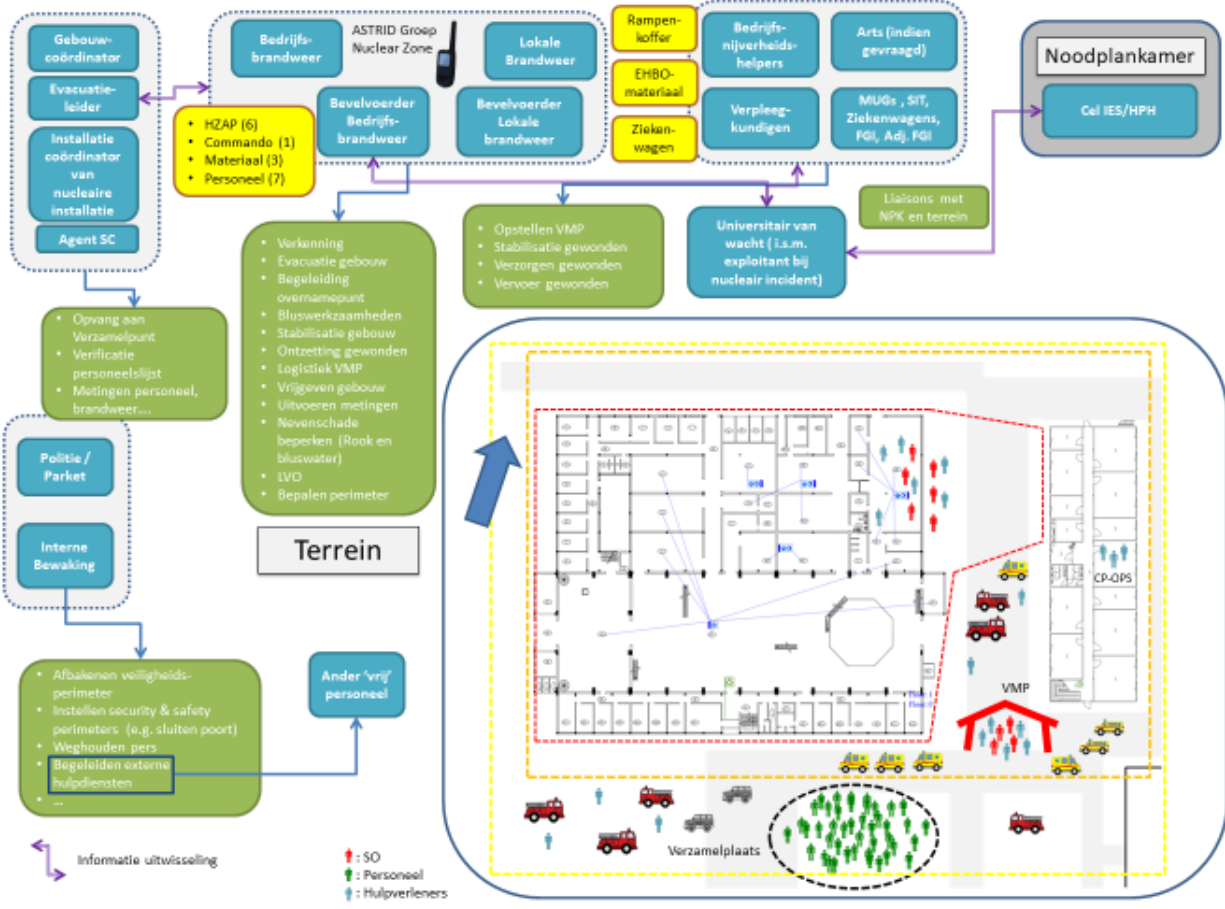 Gebouw-
coördinator
Evacuatie-
leider
Installatie
coördinator
van
nucleaire
installatie
Agent SC
Bedrijfs-
brandweer
ASTRID Groep
Nuclear Zone
Lokale
Brandweer
Bevelvoerder
Bedrijfs-
brandweer
Bevelvoerder
Lokale
brandweer
• HZAP (6)
• Commando (1)
• Materiaal (3)
• Personeel (7)
Rampen-
koffer
EHBO-
materiaal
Zieken-
wagen
Bedrijfs-
nijverheids-
helpers
Arts (indien
gevraagd)
Verpleeg-
kundigen
MUGs , SIT,
Ziekenwagens,
FGI, Adj. FGI
Noodplankamer
Cel IES/HPH
Liaisons met
NPK en terrein
Universitair van
wacht ( i.s.m.
exploitant bij
nucleair incident)
• Opstellen VMP
• Stabilisatie gewonden
• Verzorgen gewonden
• Vervoer gewonden
• Verkenning
• Evacuatie gebouw
• Begeleiding
overnamepunt
• Bluswerkzaamheden
• Stabilisatie gebouw
• Ontzetting gewonden
• Logistiek VMP
• Vrijgeven gebouw
• Uitvoeren metingen
• Nevenschade
beperken (Rook en
bluswater)
• LVO
• Bepalen perimeter
• Opvang aan
Verzamelpunt
• Verificatie
personeelslijst
• Metingen personeel,
brandweer....
Politie /
Parket
Interne
Bewaking
Terrein
• Afbakenen veiligheids-
perimeter
• Instellen security & safety
perimeters (e.g. sluiten poort)
• Weghouden pers
• Begeleiden externe
hulpdiensten
• ...
Ander 'vrij'
personeel
CP-OPS
VMP
Verzamelplaats
Informatie uitwisseling
: SO
: Personeel
: Hulpverleners